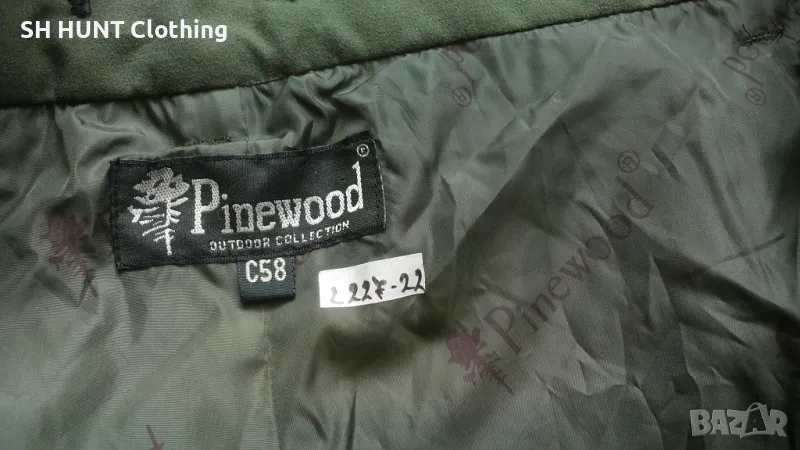 SH HUNT Clothing
Pinewood®
OUTDOOR COLLECTION
C58
2227-22
Pinewood®
Pinewood
BAZAR